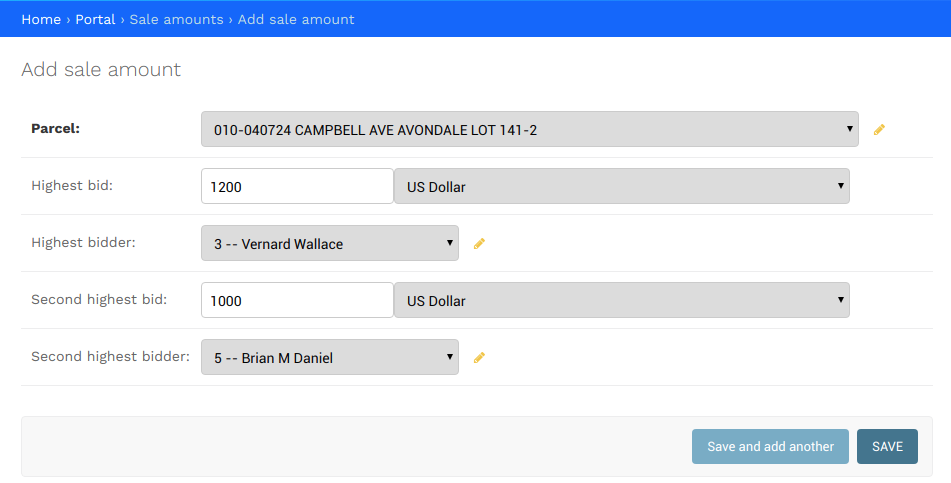 Home › Portal › Sale amounts › Add sale amount
Add sale amount
Parcel: 010-040724 CAMPBELL AVE AVONDALE LOT 141-2
Highest bid: 1200 US Dollar
Highest bidder: 3 -- Vernard Wallace
Second highest bid: 1000 US Dollar
Second highest bidder: 5 -- Brian M Daniel
Save and add another SAVE